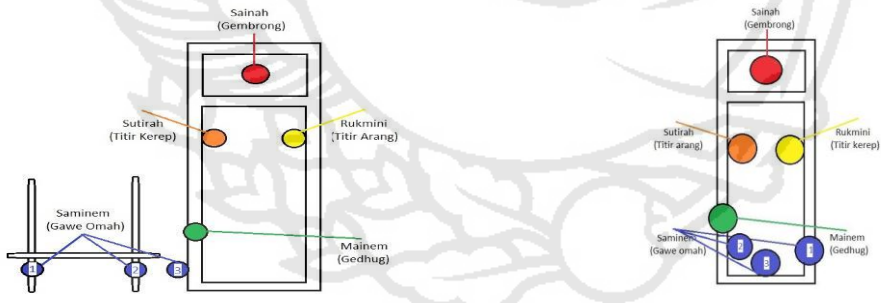 Sainah
(Gembrong)
Sutirah
(Titir Kerep)
Rukmini
(Titir Arang)
Saminem
(Gawe Omah)
1
2
3
Mainem
(Gedhug)
Sainah
(Gembrong)
Sutirah
(Titir arang)
Rukmini
(Titir kerep)
Saminem
(Gawe omah)
2
Mainem
(Gedhug)